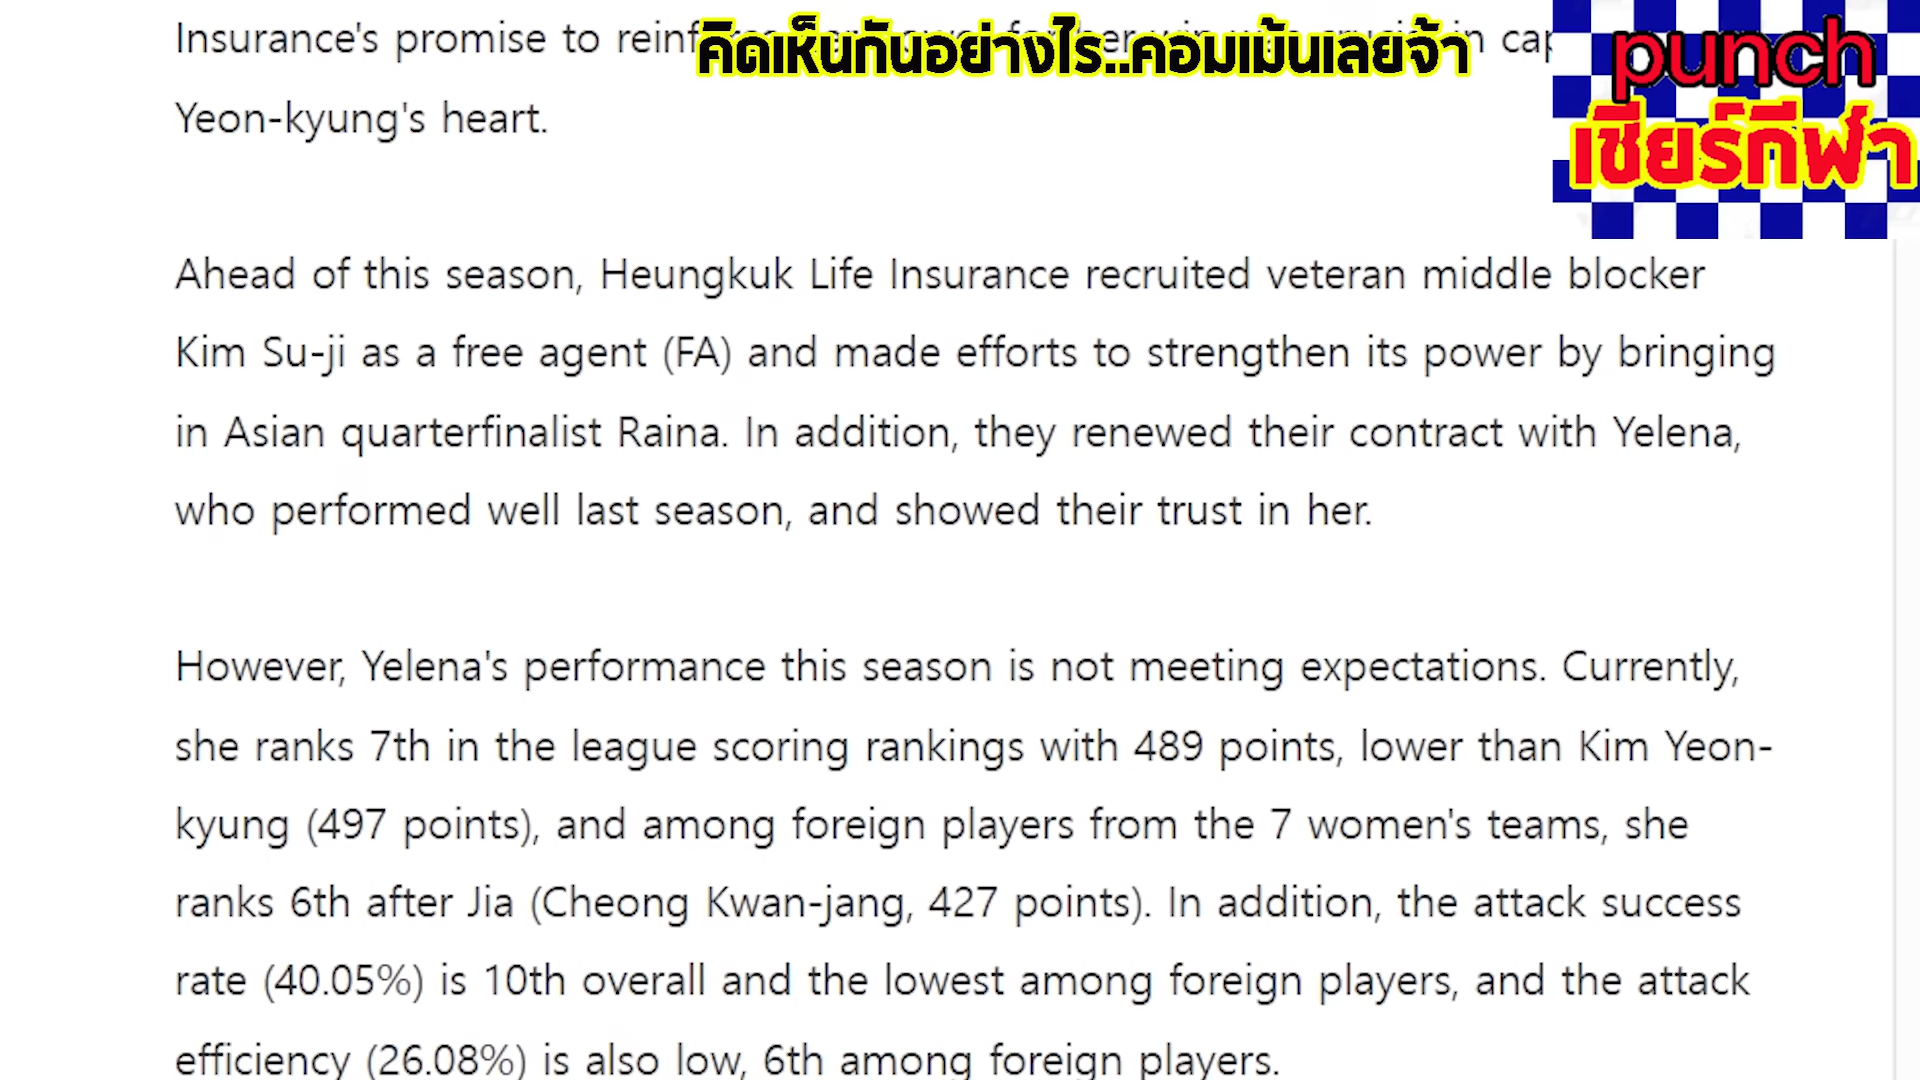 Insurance's promise to reinf
คิดเห็นกันอย่างไร..คอมเม้นเลยจ้า
punch
เชียร์กีฬา
Yeon-kyung's heart.
Ahead of this season, Heungkuk Life Insurance recruited veteran middle blocker
Kim Su-ji as a free agent (FA) and made efforts to strengthen its power by bringing
in Asian quarterfinalist Raina. In addition, they renewed their contract with Yelena,
who performed well last season, and showed their trust in her.
However, Yelena's performance this season is not meeting expectations. Currently,
she ranks 7th in the league scoring rankings with 489 points, lower than Kim Yeon-
kyung (497 points), and among foreign players from the 7 women's teams, she
ranks 6th after Jia (Cheong Kwan-jang, 427 points). In addition, the attack success
rate (40.05%) is 10th overall and the lowest among foreign players, and the attack
efficiency (26.08%) is also low, 6th among foreign players.